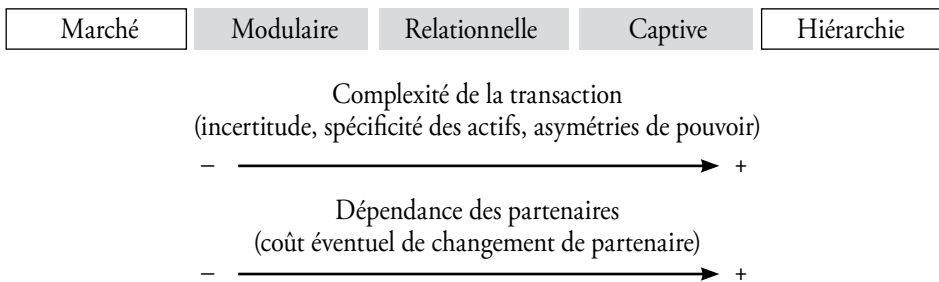 Marché Modulaire Relationnelle Captive Hiérarchie
Complexité de la transaction
(incertitude, spécificité des actifs, asymétries de pouvoir)
– +
Dépendance des partenaires
(coût éventuel de changement de partenaire)
– +